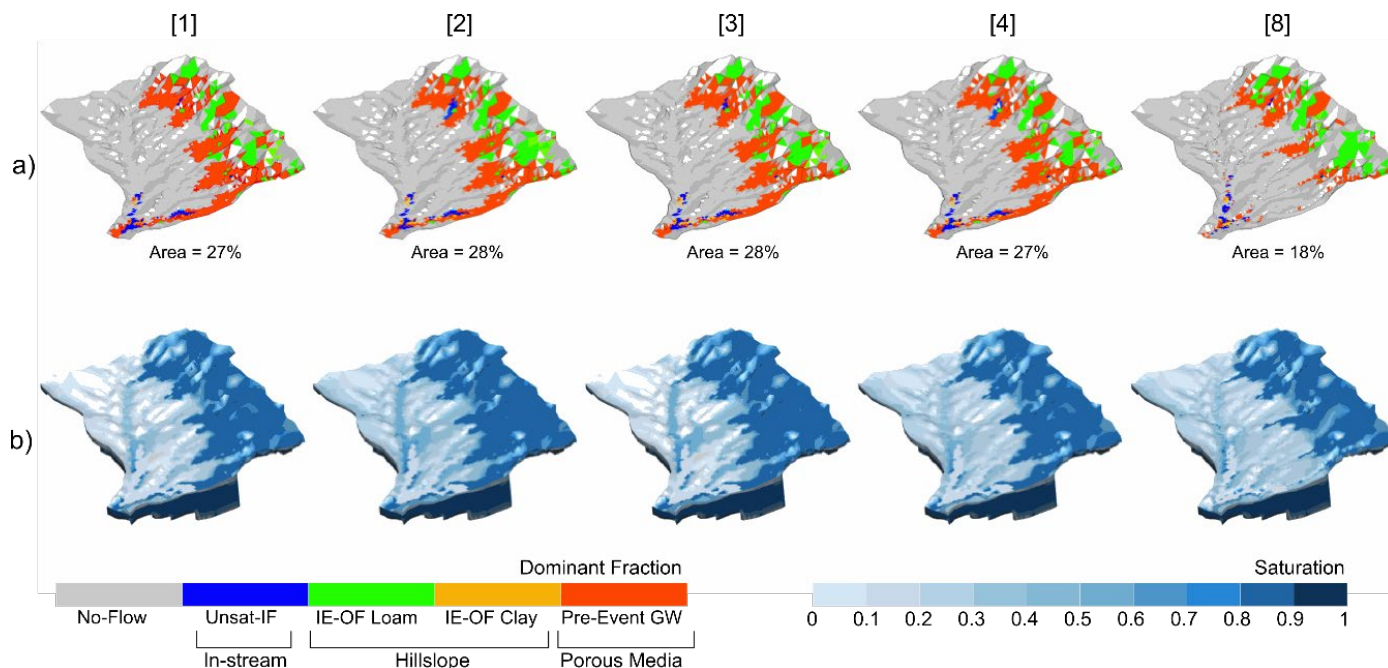 [1] [2] [3] [4] [8]
a)
Area = 27% Area = 28% Area = 28% Area = 27% Area = 18%
b)
Dominant Fraction Saturation
No-Flow Unsat-IF IE-OF Loam IE-OF Clay Pre-Event GW 0 0.1 0.2 0.3 0.4 0.5 0.6 0.7 0.8 0.9 1
In-stream Hillslope Porous Media